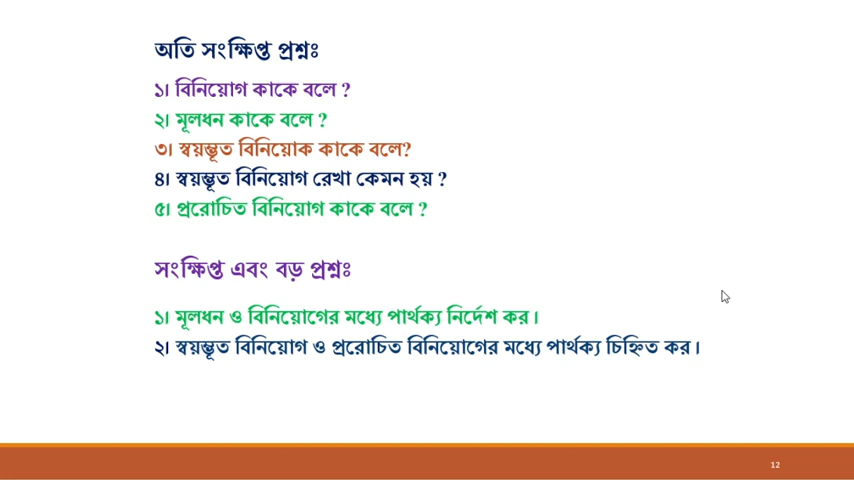 অতি সংক্ষিপ্ত প্রশ্নঃ
১। বিনিয়োগ কাকে বলে ?
২। মূলধন কাকে বলে ?
৩। স্বয়ম্ভূত বিনিয়োক কাকে বলে?
৪। স্বয়ম্ভূত বিনিয়োগ রেখা কেমন হয় ?
৫। প্ররোচিত বিনিয়োগ কাকে বলে ?
সংক্ষিপ্ত এবং বড় প্রশ্নঃ
১। মূলধন ও বিনিয়োগের মধ্যে পার্থক্য নির্দেশ কর।
২। স্বয়ম্ভূত বিনিয়োগ ও প্ররোচিত বিনিয়োগের মধ্যে পার্থক্য চিহ্নিত কর।
12